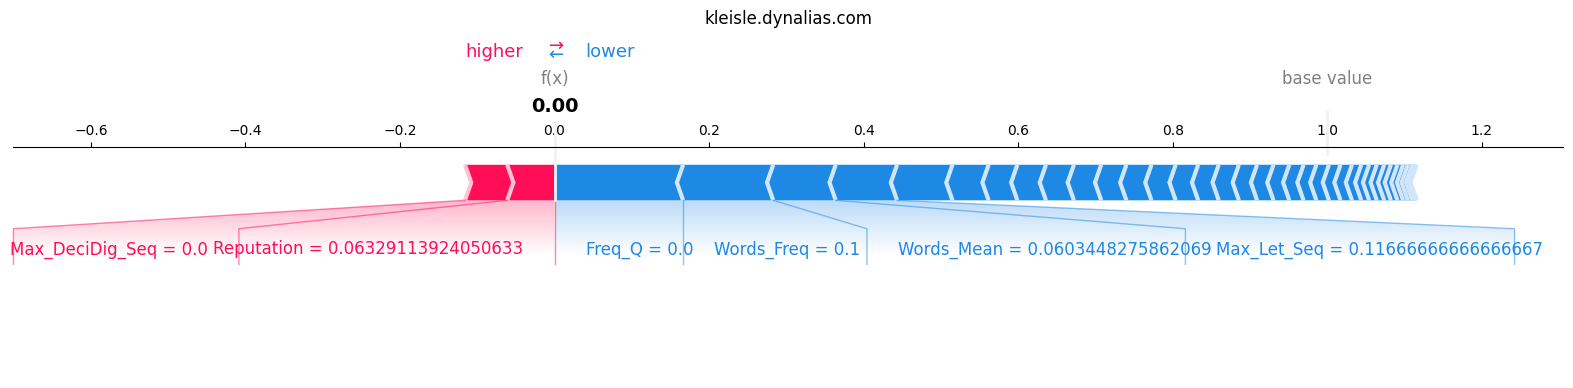 kleisle.dynalias.com
higher ⇄ lower
f(x) base value
0.00
−0.6 −0.4 −0.2 0.0 0.2 0.4 0.6 0.8 1.0 1.2
Max_DeciDig_Seq = 0.0 Reputation = 0.06329113924050633 Freq_Q = 0.0 Words_Freq = 0.1 Words_Mean = 0.0603448275862069 Max_Let_Seq = 0.11666666666666667